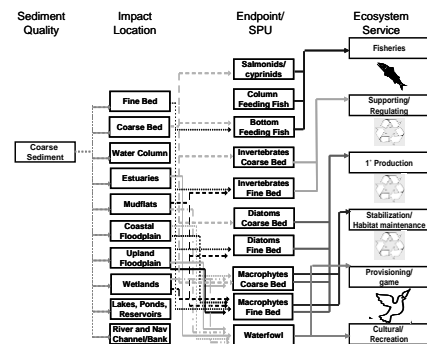 Sediment
Quality
Impact
Location
Endpoint/
SPU
Ecosystem
Service
Coarse
Sediment
Fine Bed
Coarse Bed
Water Column
Estuaries
Mudflats
Coastal
Floodplain
Upland
Floodplain
Wetlands
Lakes, Ponds,
Reservoirs
River and Nav
Channel/Bank
Salmonids/
cyprinids
Column
Feeding Fish
Bottom
Feeding Fish
Invertebrates
Coarse Bed
Invertebrates
Fine Bed
Diatoms
Coarse Bed
Diatoms
Fine Bed
Macrophytes
Coarse Bed
Macrophytes
Fine Bed
Waterfowl
Fisheries
Supporting/
Regulating
1˚ Production
Stabilization/
Habitat maintenance
Provisioning/
game
Cultural/
Recreation